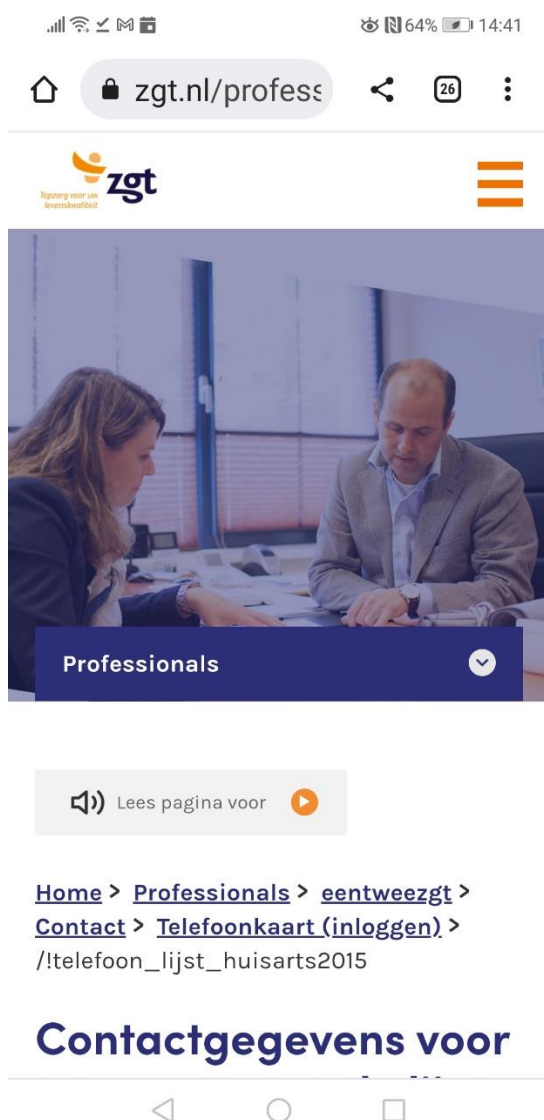 64% 14:41
zgt.nl/profess
26
zgt
Topzorg voor uw
levenskwaliteit
Professionals
Lees pagina voor
Home > Professionals > eentweezgt >
Contact > Telefoonkaart (inloggen) >
/!telefoon_lijst_huisarts2015
Contactgegevens voor